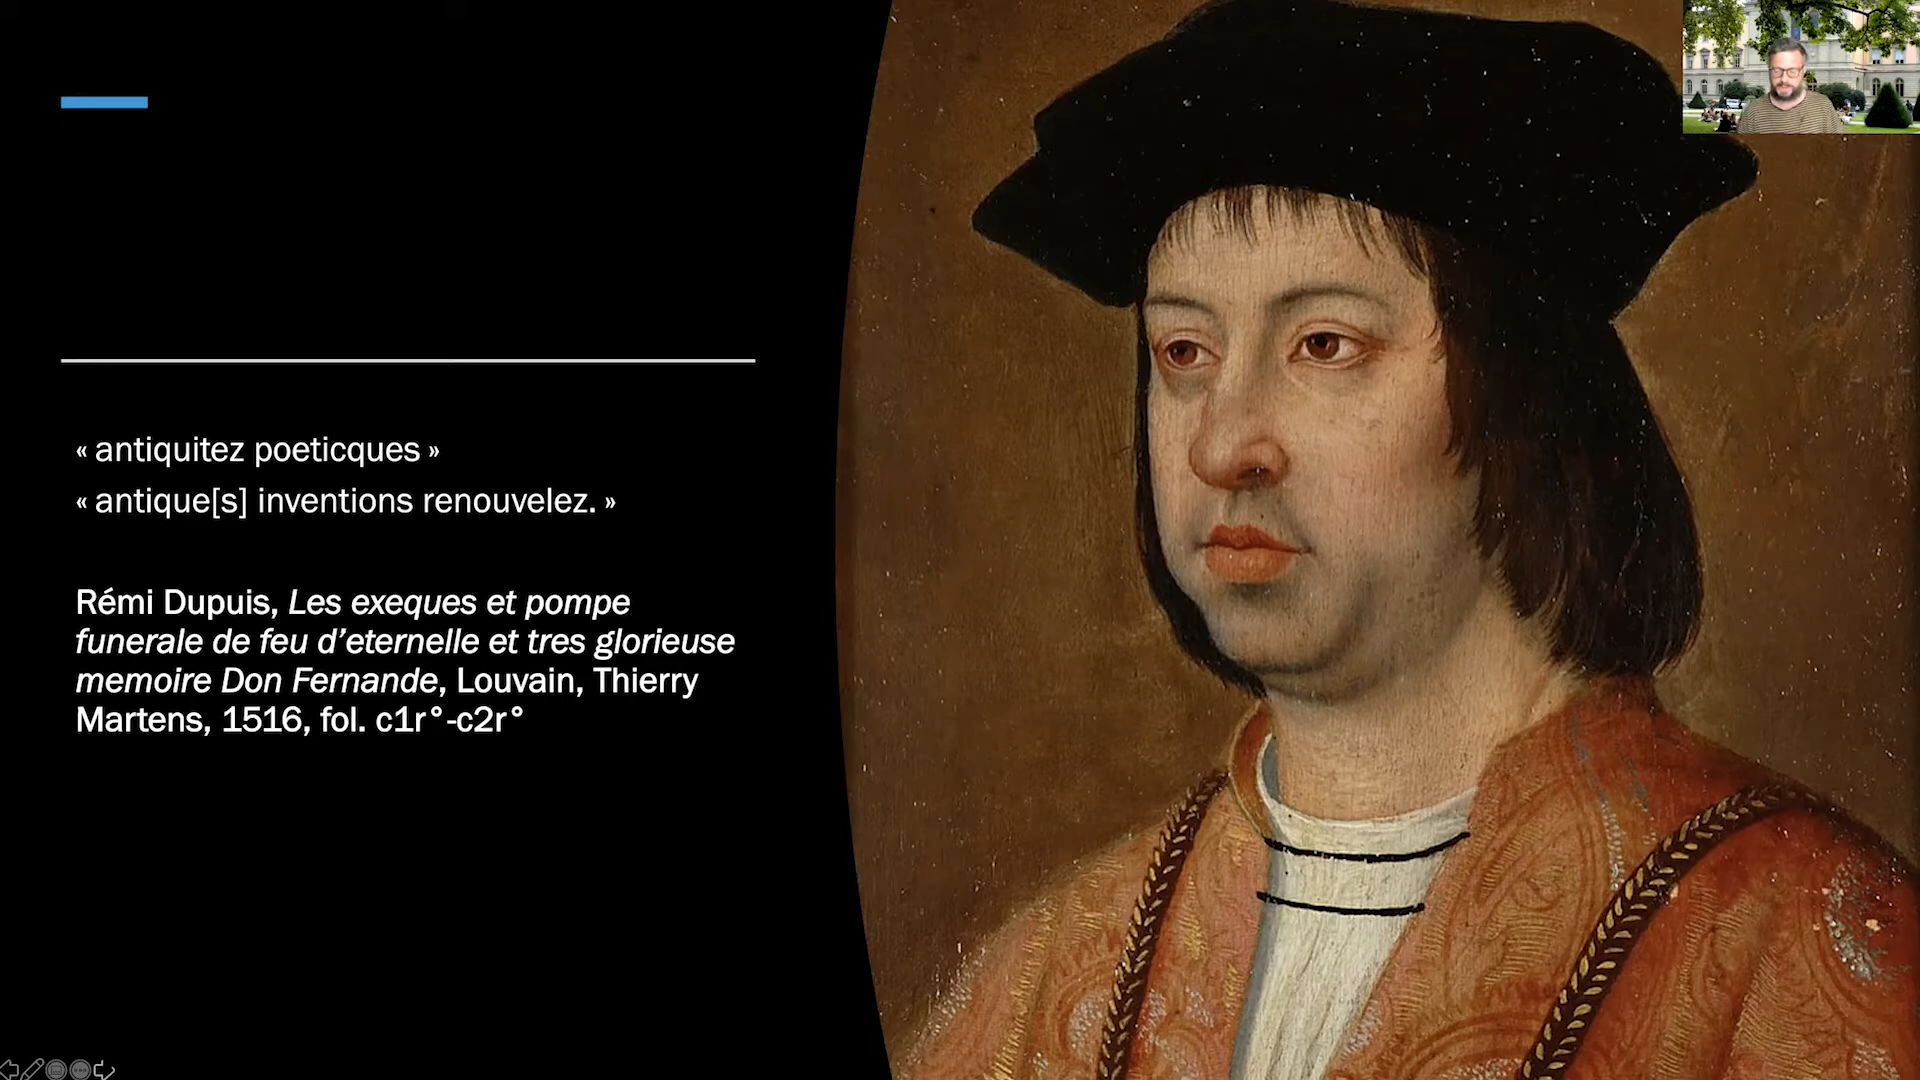 « antiquitez poeticques »
« antique[s] inventions renouvelez. »
Rémi Dupuis, Les exeques et pompe
funerale de feu d’eternelle et tres glorieuse
memoire Don Fernande, Louvain, Thierry
Martens, 1516, fol. c1r°-c2r°